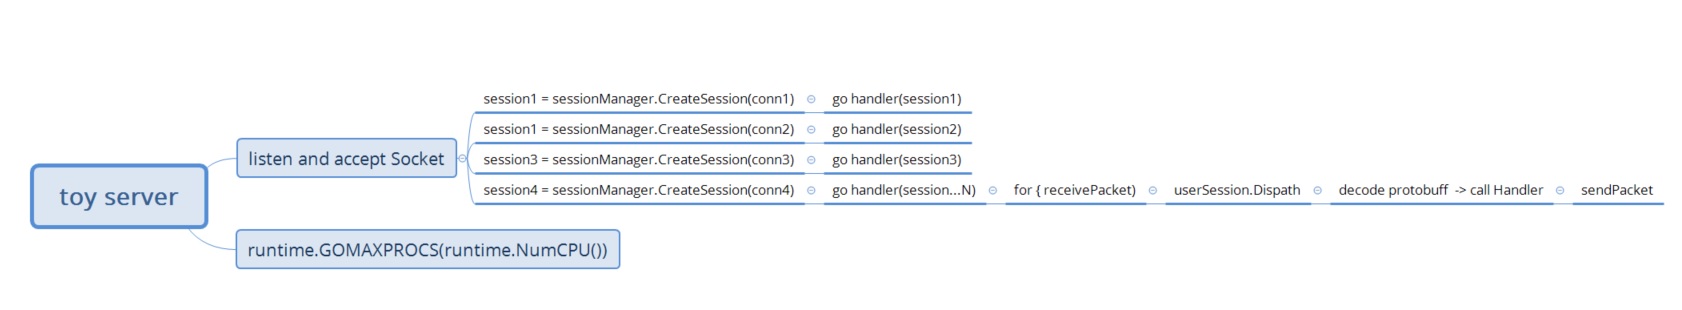 session1 = sessionManager.CreateSession(conn1) go handler(session1)
session1 = sessionManager.CreateSession(conn2) go handler(session2)
listen and accept Socket
session3 = sessionManager.CreateSession(conn3) go handler(session3)
session4 = sessionManager.CreateSession(conn4) go handler(session...N) for { receivePacket) userSession.Dispath decode protobuff -> call Handler sendPacket
toy server
runtime.GOMAXPROCS(runtime.NumCPU())